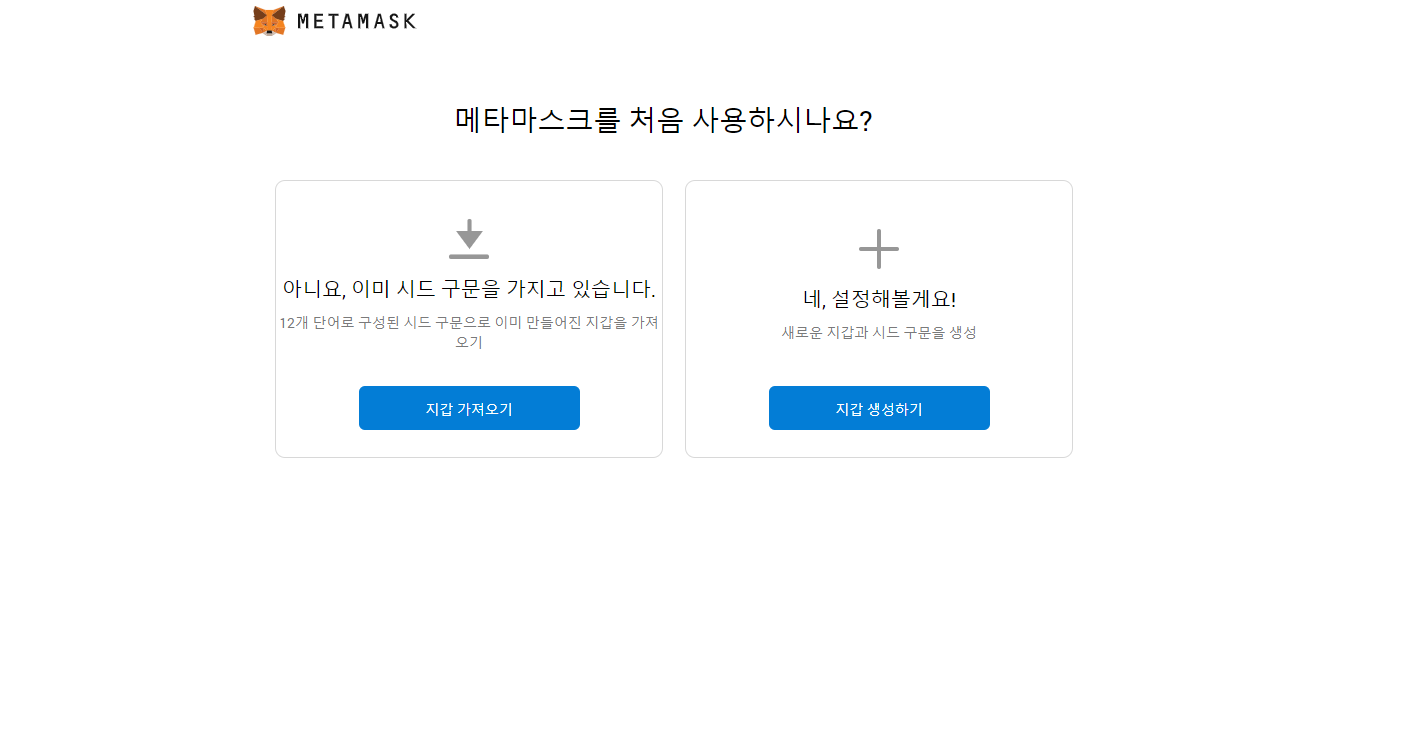 METAMASK
메타마스크를 처음 사용하시나요?
아니요, 이미 시드 구문을 가지고 있습니다.
12개 단어로 구성된 시드 구문으로 이미 만들어진 지갑을 가져
오기
지갑 가져오기
네, 설정해볼게요!
새로운 지갑과 시드 구문을 생성
지갑 생성하기